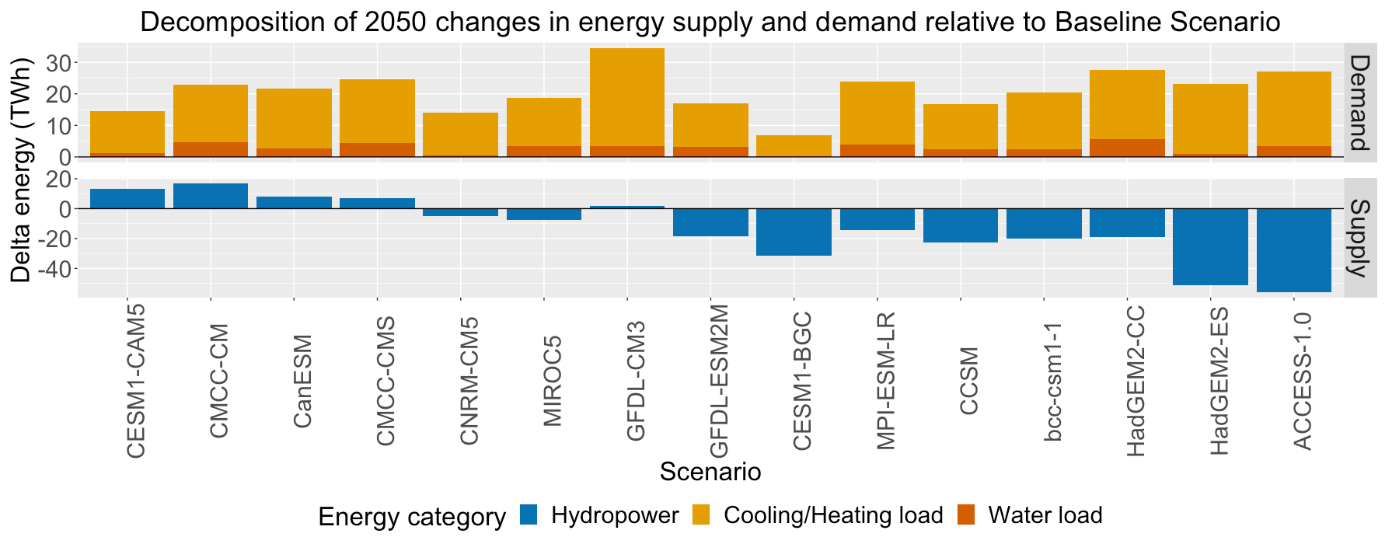 Decomposition of 2050 changes in energy supply and demand relative to Baseline Scenario
Delta energy (TWh)
30
20
10
0
Demand
20
0
-20
-40
Supply
CESM1-CAM5
CMCC-CM
CanESM
CMCC-CMS
CNRM-CM5
MIROC5
GFDL-CM3
GFDL-ESM2M
CESM1-BGC
MPI-ESM-LR
CCSM
bcc-csm1-1
HadGEM2-CC
HadGEM2-ES
ACCESS-1.0
Scenario
Energy category Hydropower Cooling/Heating load Water load